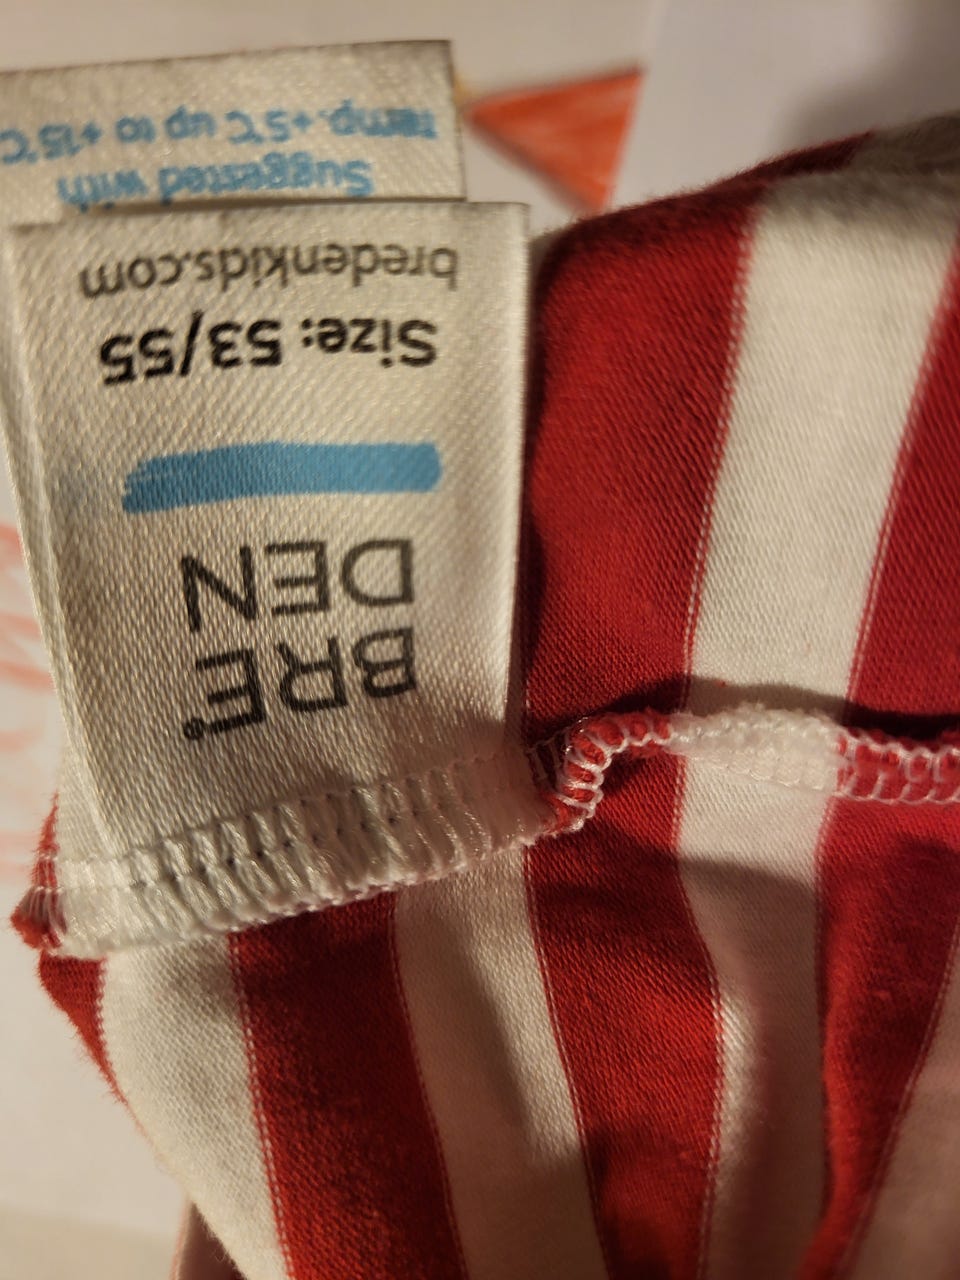 BRE°
DEN
Size: 53/55
bredenkids.com
Suggested with
temp. +5°C up to +15°C